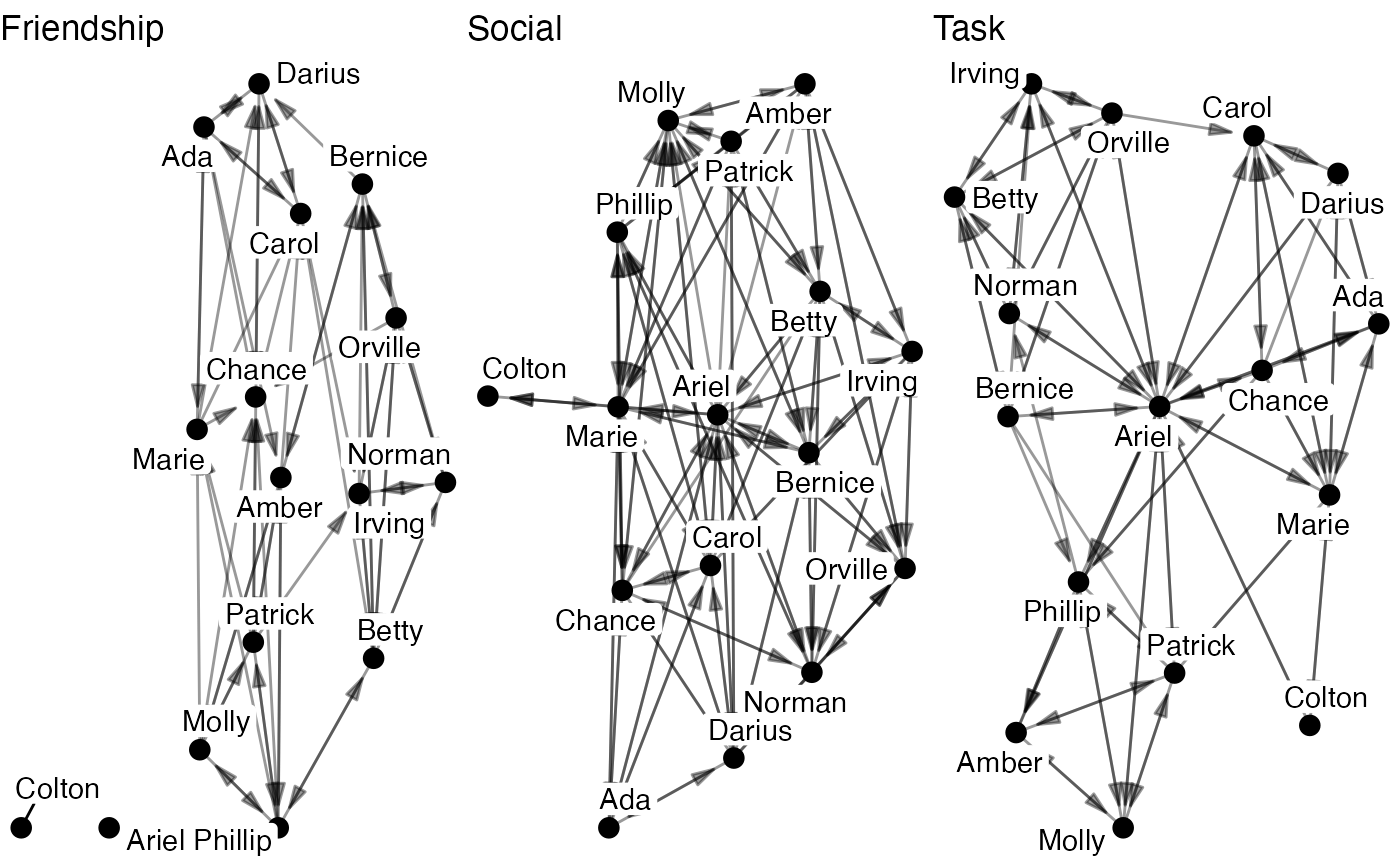 Friendship
Darius
Ada
Bernice
Carol
Orville
Chance
Marie
Norman
Amber
Irving
Patrick
Betty
Molly
Colton
Ariel Phillip
Social
Molly
Amber
Patrick
Phillip
Betty
Colton
Ariel
Irving
Marie
Bernice
Carol
Orville
Chance
Norman
Darius
Ada
Task
Irving
Carol
Orville
Betty
Darius
Norman
Ada
Bernice
Chance
Ariel
Marie
Phillip
Patrick
Colton
Amber
Molly